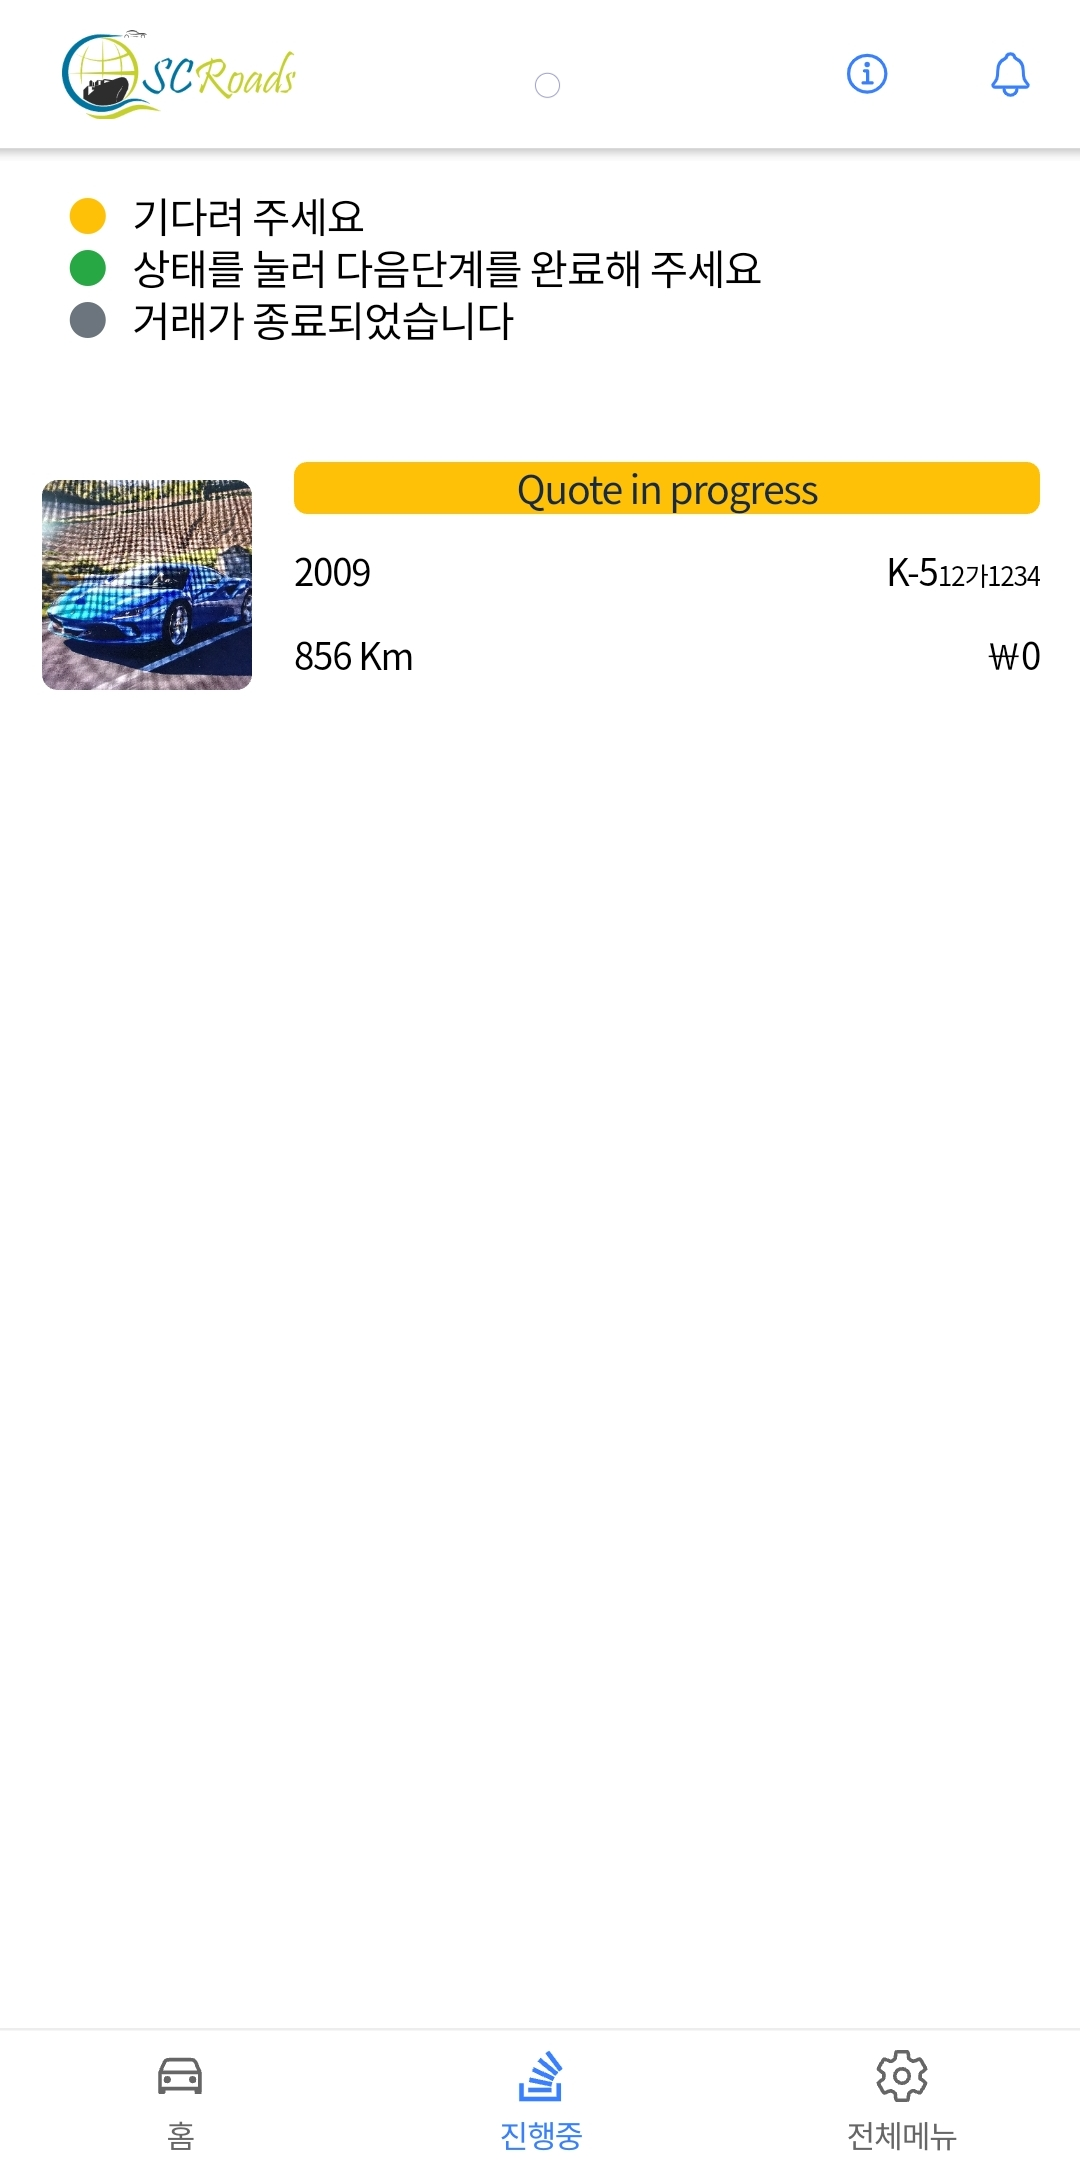 SCRoads
기다려 주세요
상태를 눌러 다음단계를 완료해 주세요
거래가 종료되었습니다
Quote in progress
2009 K-512가1234
856 Km ₩0
홈 진행중 전체메뉴